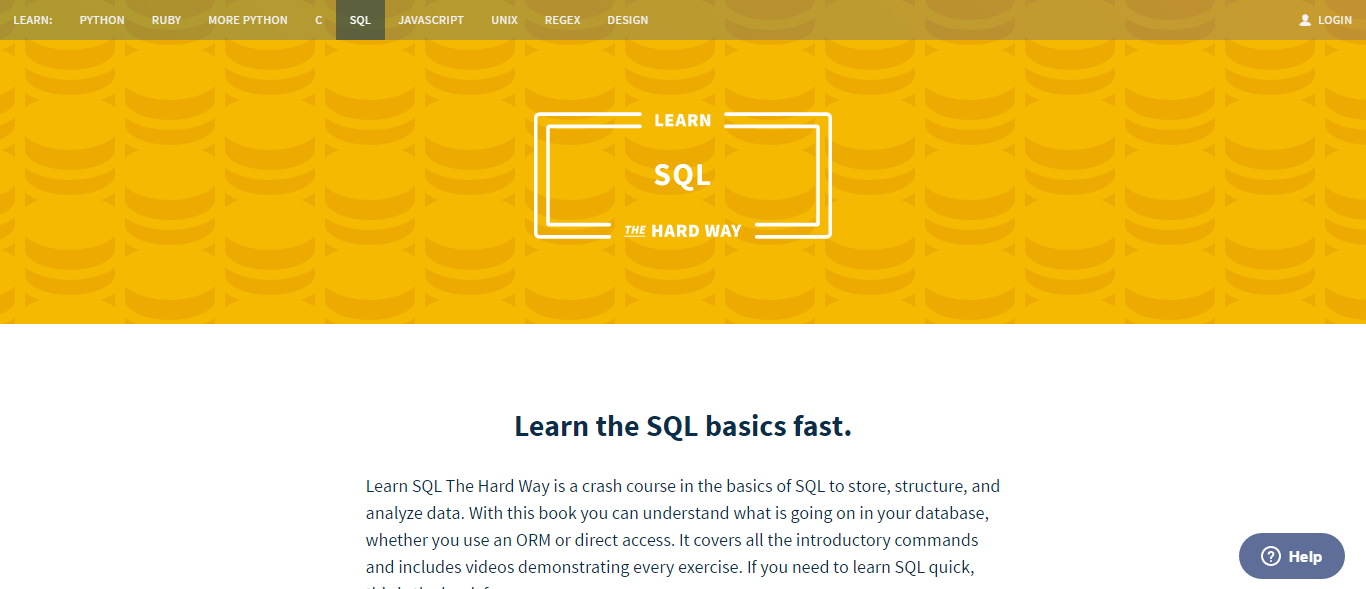 LEARN: PYTHON RUBY MORE PYTHON C SQL JAVASCRIPT UNIX REGEX DESIGN LOGIN
LEARN
SQL
THE HARD WAY
Learn the SQL basics fast.
Learn SQL The Hard Way is a crash course in the basics of SQL to store, structure, and
analyze data. With this book you can understand what is going on in your database,
whether you use an ORM or direct access. It covers all the introductory commands
and includes videos demonstrating every exercise. If you need to learn SQL quick,
Help